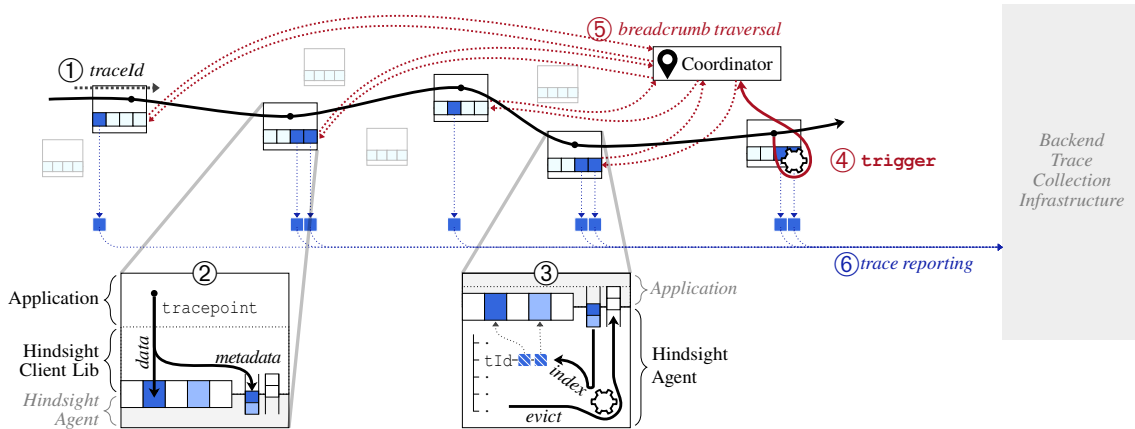 ⑤ breadcrumb traversal
① traceId
Coordinator
④ trigger
Backend
Trace
Collection
Infrastructure
⑥ trace reporting
②
Application
tracepoint
Hindsight
Client Lib
data
metadata
Hindsight
Agent
③
Application
tId
index
evict
Hindsight
Agent